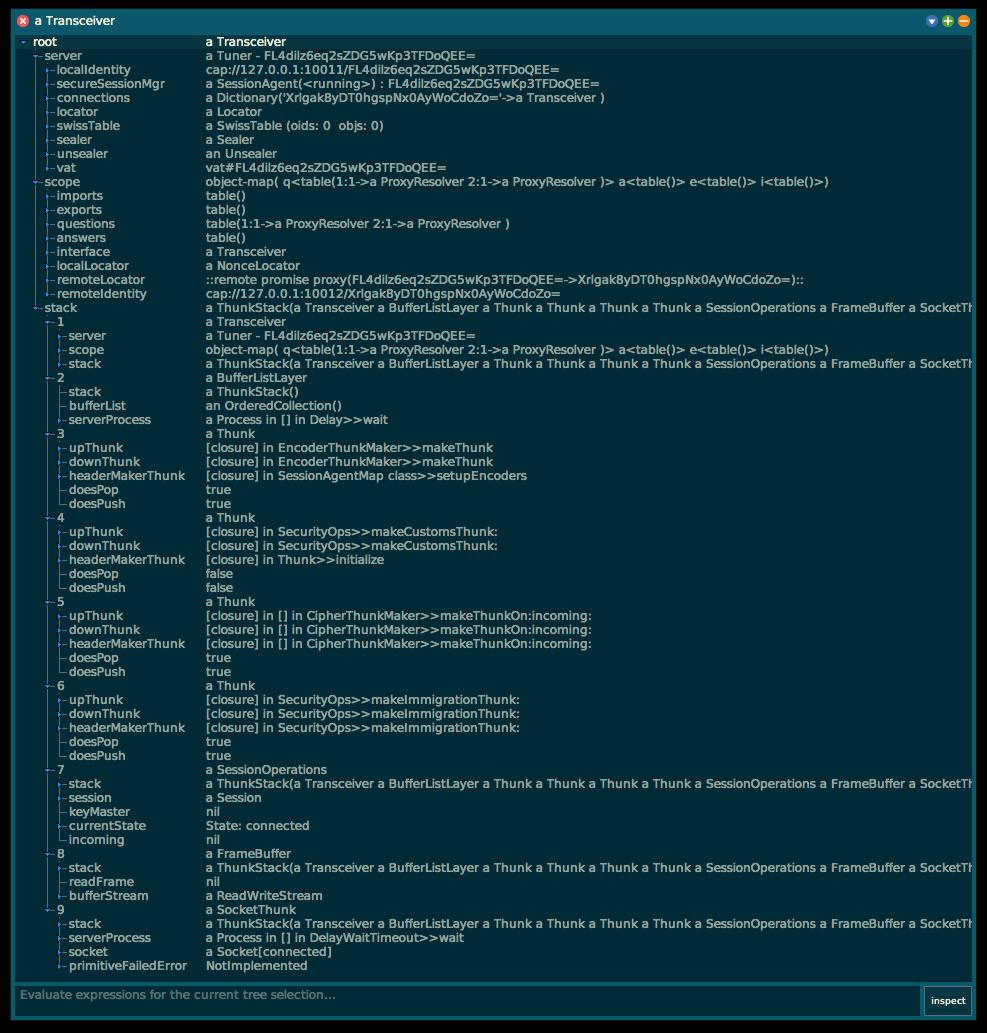 a Transceiver
root a Transceiver
server a Tuner - FL4dilz6eq2sZDG5wKp3TFDoQEE=
localIdentity cap://127.0.0.1:10011/FL4dilz6eq2sZDG5wKp3TFDoQEE=
secureSessionMgr a SessionAgent(<running>) : FL4dilz6eq2sZDG5wKp3TFDoQEE=
connections a Dictionary('Xrlgak8yDT0hgspNx0AyWoCdoZo='->a Transceiver )
locator a Locator
swissTable a SwissTable (oids: 0 objs: 0)
sealer a Sealer
unsealer an Unsealer
vat vat#FL4dilz6eq2sZDG5wKp3TFDoQEE=
scope object-map( q<table(1:1->a ProxyResolver 2:1->a ProxyResolver )> a<table()> e<table()> i<table()>)
imports table()
exports table()
questions table(1:1->a ProxyResolver 2:1->a ProxyResolver )
answers table()
interface a Transceiver
localLocator a NonceLocator
remoteLocator ::remote promise proxy(FL4dilz6eq2sZDG5wKp3TFDoQEE=->Xrlgak8yDT0hgspNx0AyWoCdoZo=)::
remoteIdentity cap://127.0.0.1:10012/Xrlgak8yDT0hgspNx0AyWoCdoZo=
stack a ThunkStack(a Transceiver a BufferListLayer a Thunk a Thunk a Thunk a Thunk a SessionOperations a FrameBuffer a SocketTh
1 a Transceiver
server a Tuner - FL4dilz6eq2sZDG5wKp3TFDoQEE=
scope object-map( q<table(1:1->a ProxyResolver 2:1->a ProxyResolver )> a<table()> e<table()> i<table()>)
stack a ThunkStack(a Transceiver a BufferListLayer a Thunk a Thunk a Thunk a Thunk a SessionOperations a FrameBuffer a SocketTh
2 a BufferListLayer
stack a ThunkStack()
bufferList an OrderedCollection()
serverProcess a Process in [] in Delay>>wait
3 a Thunk
upThunk [closure] in EncoderThunkMaker>>makeThunk
downThunk [closure] in EncoderThunkMaker>>makeThunk
headerMakerThunk [closure] in SessionAgentMap class>>setupEncoders
doesPop true
doesPush true
4 a Thunk
upThunk [closure] in SecurityOps>>makeCustomsThunk:
downThunk [closure] in SecurityOps>>makeCustomsThunk:
headerMakerThunk [closure] in Thunk>>initialize
doesPop false
doesPush false
5 a Thunk
upThunk [closure] in [] in CipherThunkMaker>>makeThunkOn:incoming:
downThunk [closure] in [] in CipherThunkMaker>>makeThunkOn:incoming:
headerMakerThunk [closure] in [] in CipherThunkMaker>>makeThunkOn:incoming:
doesPop true
doesPush true
6 a Thunk
upThunk [closure] in SecurityOps>>makeImmigrationThunk:
downThunk [closure] in SecurityOps>>makeImmigrationThunk:
headerMakerThunk [closure] in SecurityOps>>makeImmigrationThunk:
doesPop true
doesPush true
7 a SessionOperations
stack a ThunkStack(a Transceiver a BufferListLayer a Thunk a Thunk a Thunk a Thunk a SessionOperations a FrameBuffer a SocketTh
session a Session
keyMaster nil
currentState State: connected
incoming nil
8 a FrameBuffer
stack a ThunkStack(a Transceiver a BufferListLayer a Thunk a Thunk a Thunk a Thunk a SessionOperations a FrameBuffer a SocketTh
readFrame nil
bufferStream a ReadWriteStream
9 a SocketThunk
stack a ThunkStack(a Transceiver a BufferListLayer a Thunk a Thunk a Thunk a Thunk a SessionOperations a FrameBuffer a SocketTh
serverProcess a Process in [] in DelayWaitTimeout>>wait
socket a Socket[connected]
primitiveFailedError NotImplemented
Evaluate expressions for the current tree selection...
inspect